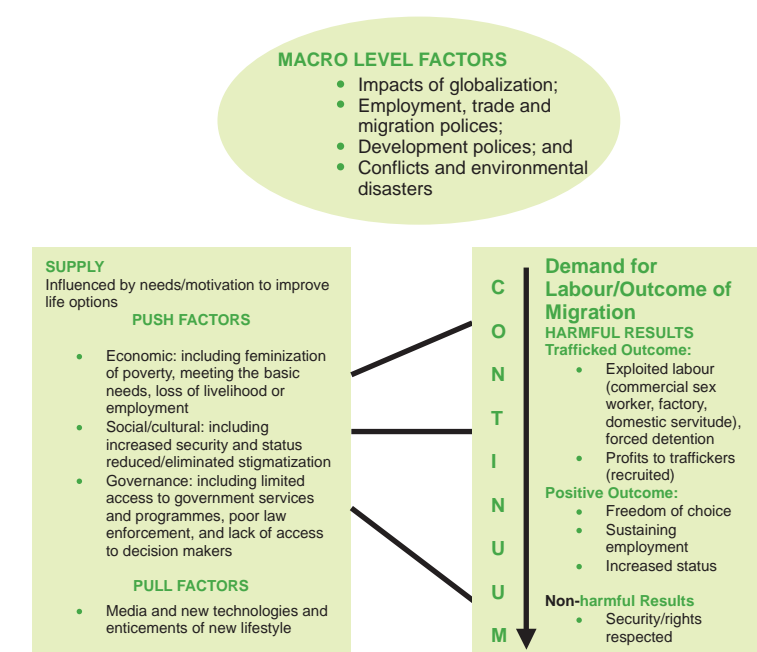 MACRO LEVEL FACTORS
• Impacts of globalization;
• Employment, trade and
migration polices;
• Development polices; and
• Conflicts and environmental
disasters
SUPPLY
Influenced by needs/motivation to improve
life options
PUSH FACTORS
• Economic: including feminization
of poverty, meeting the basic
needs, loss of livelihood or
employment
• Social/cultural: including
increased security and status
reduced/eliminated stigmatization
• Governance: including limited
access to government services
and programmes, poor law
enforcement, and lack of access
to decision makers
PULL FACTORS
• Media and new technologies and
enticements of new lifestyle
C
O
N
T
I
N
U
U
M
Demand for
Labour/Outcome of
Migration
HARMFUL RESULTS
Trafficked Outcome:
• Exploited labour
(commercial sex
worker, factory,
domestic servitude),
forced detention
• Profits to traffickers
(recruited)
Positive Outcome:
• Freedom of choice
• Sustaining
employment
• Increased status
Non-harmful Results
• Security/rights
respected